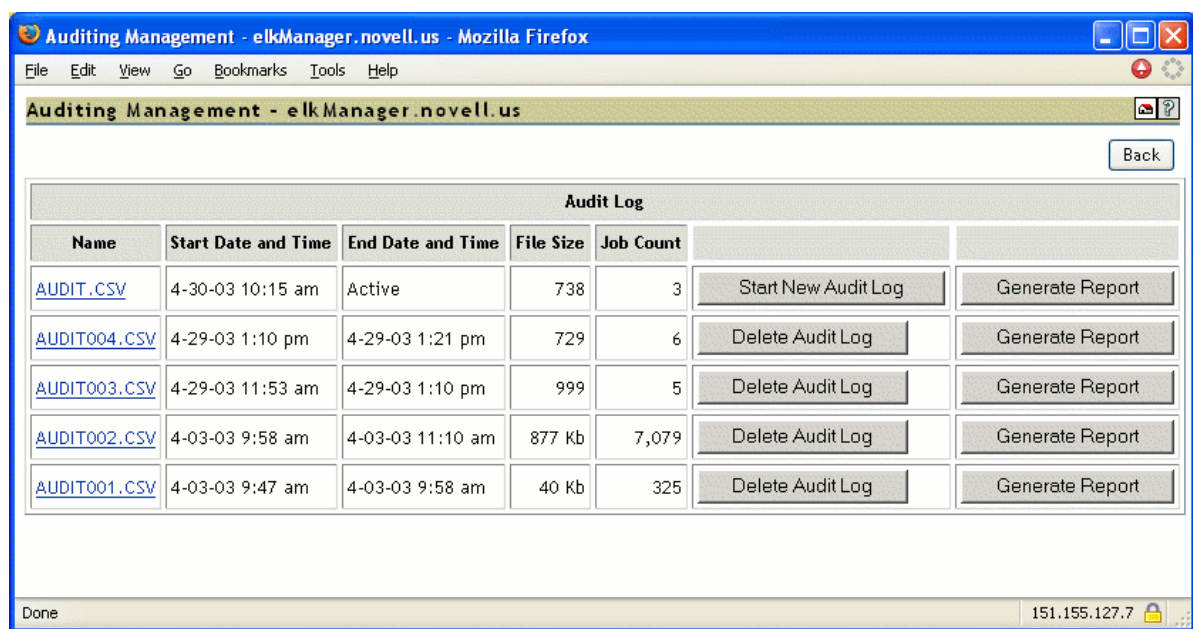 Auditing Management - elkManager.novell.us - Mozilla Firefox
File Edit View Go Bookmarks Tools Help
Auditing Management - elkManager.novell.us
?
Back
Audit Log
Name Start Date and Time End Date and Time File Size Job Count
AUDIT.CSV 4-30-03 10:15 am Active 738 3 Start New Audit Log Generate Report
AUDIT004.CSV 4-29-03 1:10 pm 4-29-03 1:21 pm 729 6 Delete Audit Log Generate Report
AUDIT003.CSV 4-29-03 11:53 am 4-29-03 1:10 pm 999 5 Delete Audit Log Generate Report
AUDIT002.CSV 4-03-03 9:58 am 4-03-03 11:10 am 877 Kb 7,079 Delete Audit Log Generate Report
AUDIT001.CSV 4-03-03 9:47 am 4-03-03 9:58 am 40 Kb 325 Delete Audit Log Generate Report
Done 151.155.127.7